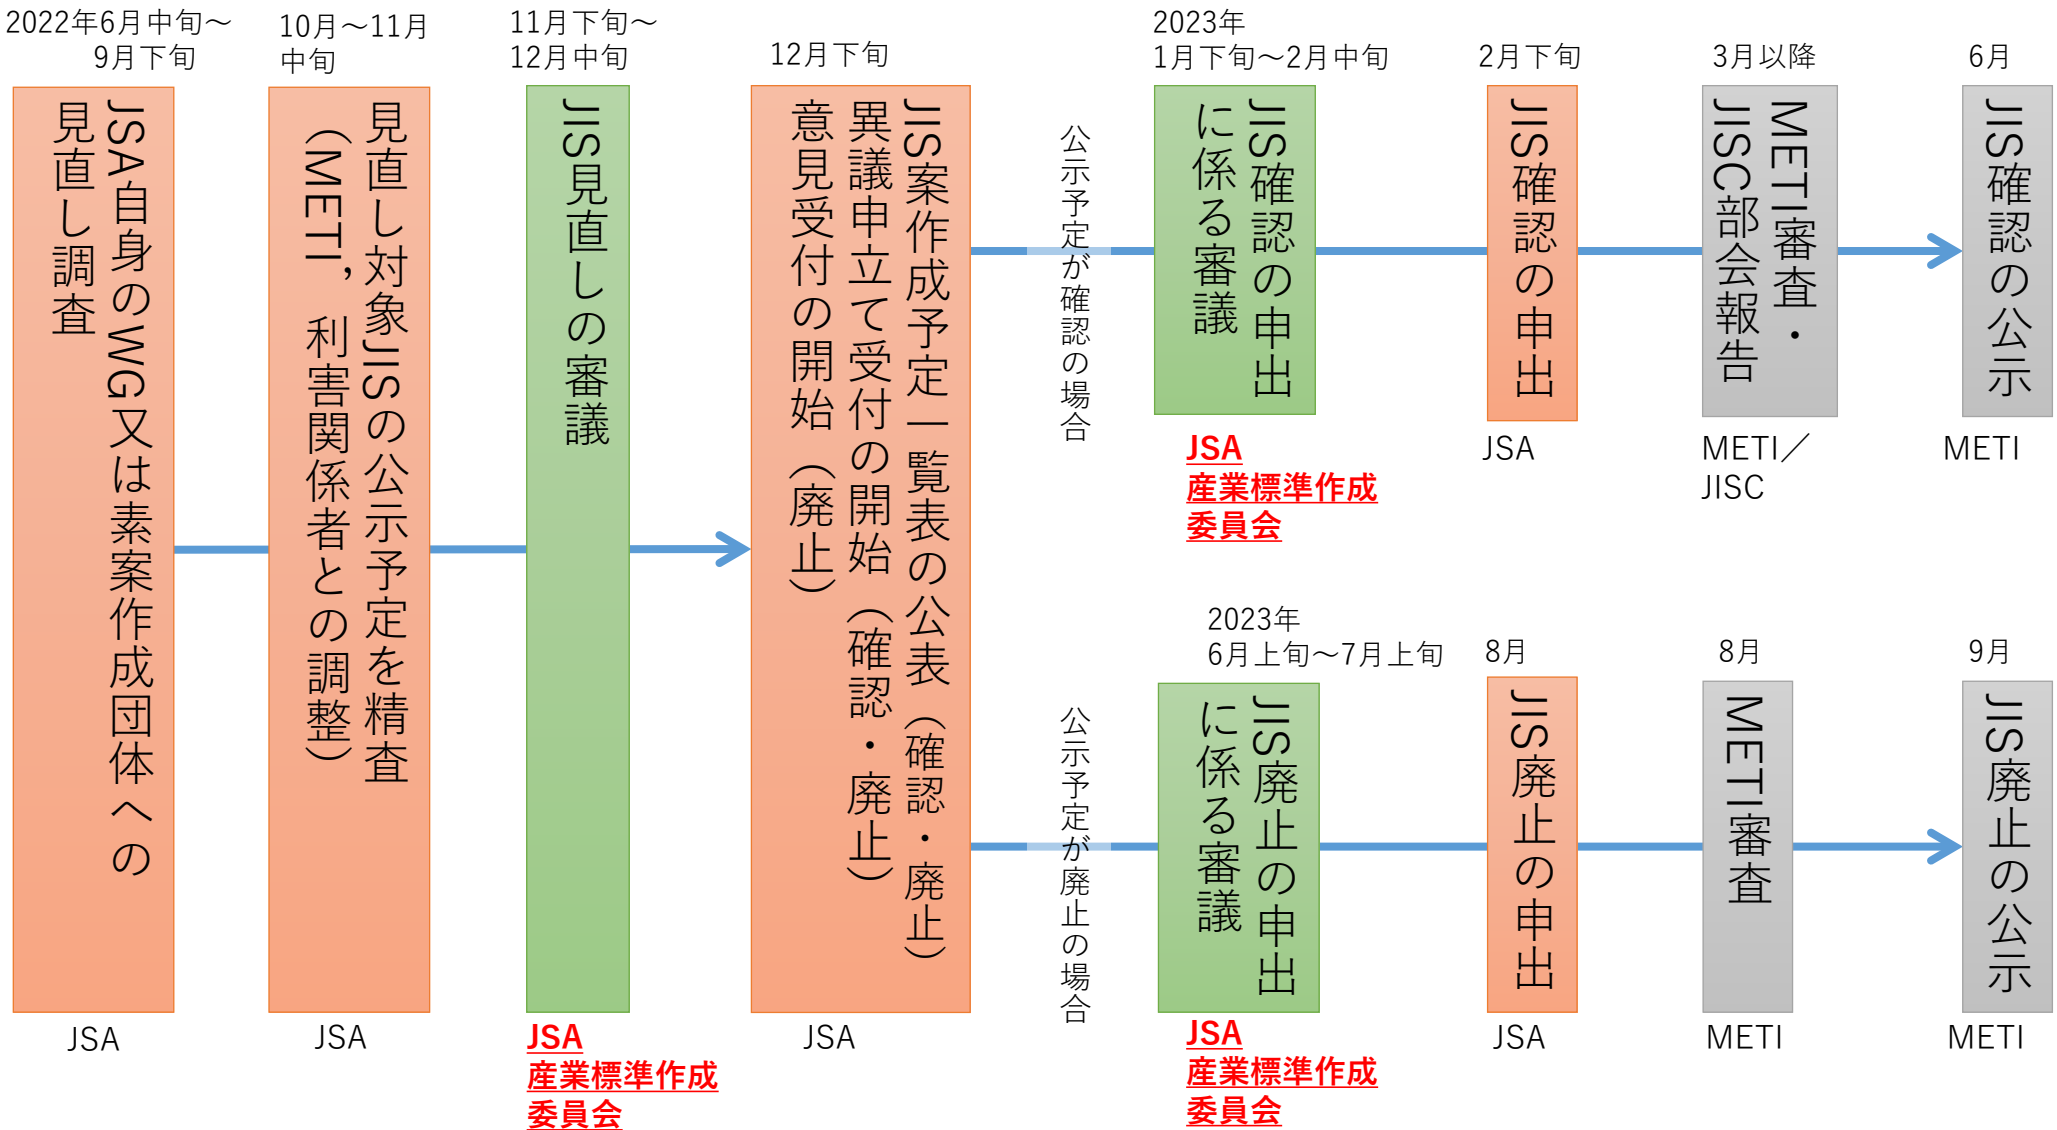 2022年6月中旬～
9月下旬
JSA自身のWG又は素案作成団体への
見直し調査
JSA
10月～11月
中旬
見直し対象JISの公示予定を精査
（METI，利害関係者との調整）
JSA
11月下旬～
12月中旬
JIS見直しの審議
JSA
産業標準作成
委員会
12月下旬
JIS案作成予定一覧表の公表（確認・廃止）
異議申立て受付の開始（確認・廃止）
意見受付の開始（廃止）
JSA
公示予定が確認の場合
2023年
1月下旬～2月中旬
JIS確認の申出
に係る審議
JSA
産業標準作成
委員会
2月下旬
JIS確認の申出
JSA
3月以降
METI審査・
JISC部会報告
METI／
JISC
6月
JIS確認の公示
METI
公示予定が廃止の場合
2023年
6月上旬～7月上旬
JIS廃止の申出
に係る審議
JSA
産業標準作成
委員会
8月
JIS廃止の申出
JSA
8月
METI審査
METI
9月
JIS廃止の公示
METI